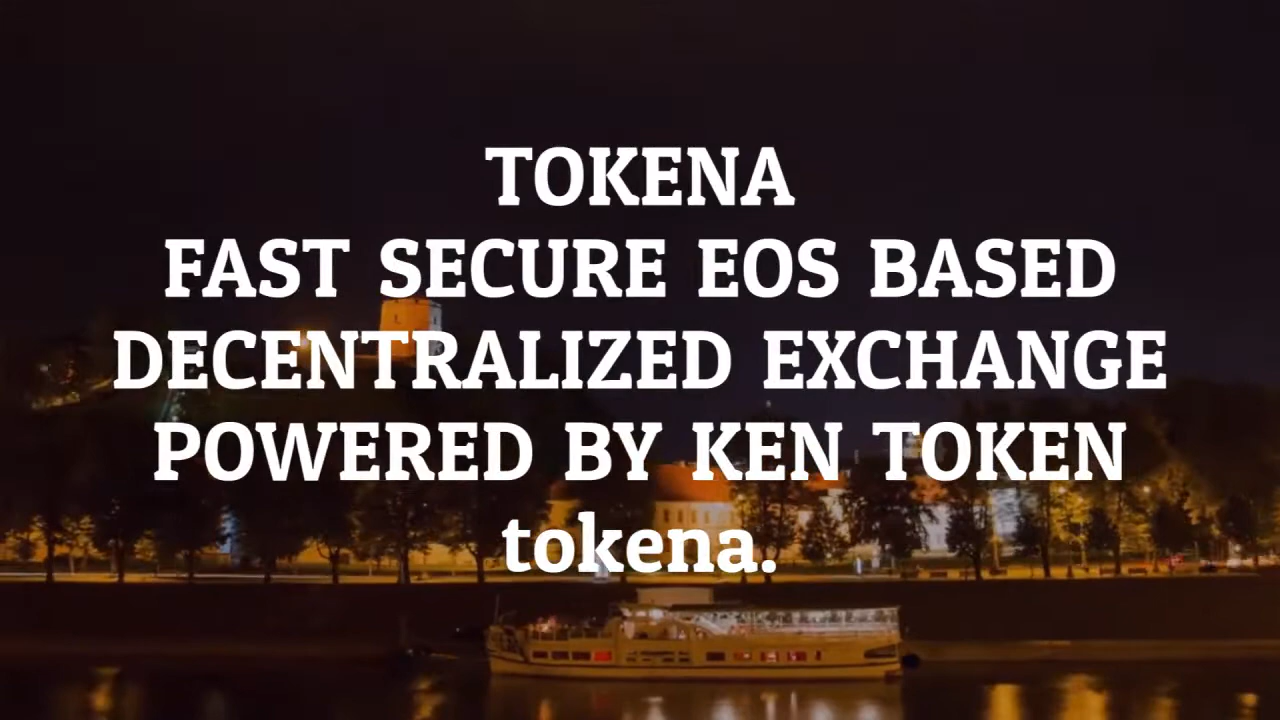 TOKENA
FAST SECURE EOS BASED
DECENTRALIZED EXCHANGE
POWERED BY KEN TOKEN
tokena.